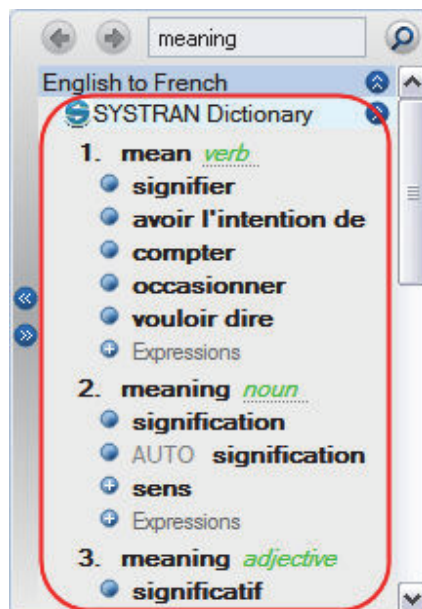 meaning
English to French
SYSTRAN Dictionary
1. mean verb
signifier
avoir l'intention de
compter
occasionner
vouloir dire
Expressions
2. meaning noun
signification
AUTO signification
sens
Expressions
3. meaning adjective
significatif